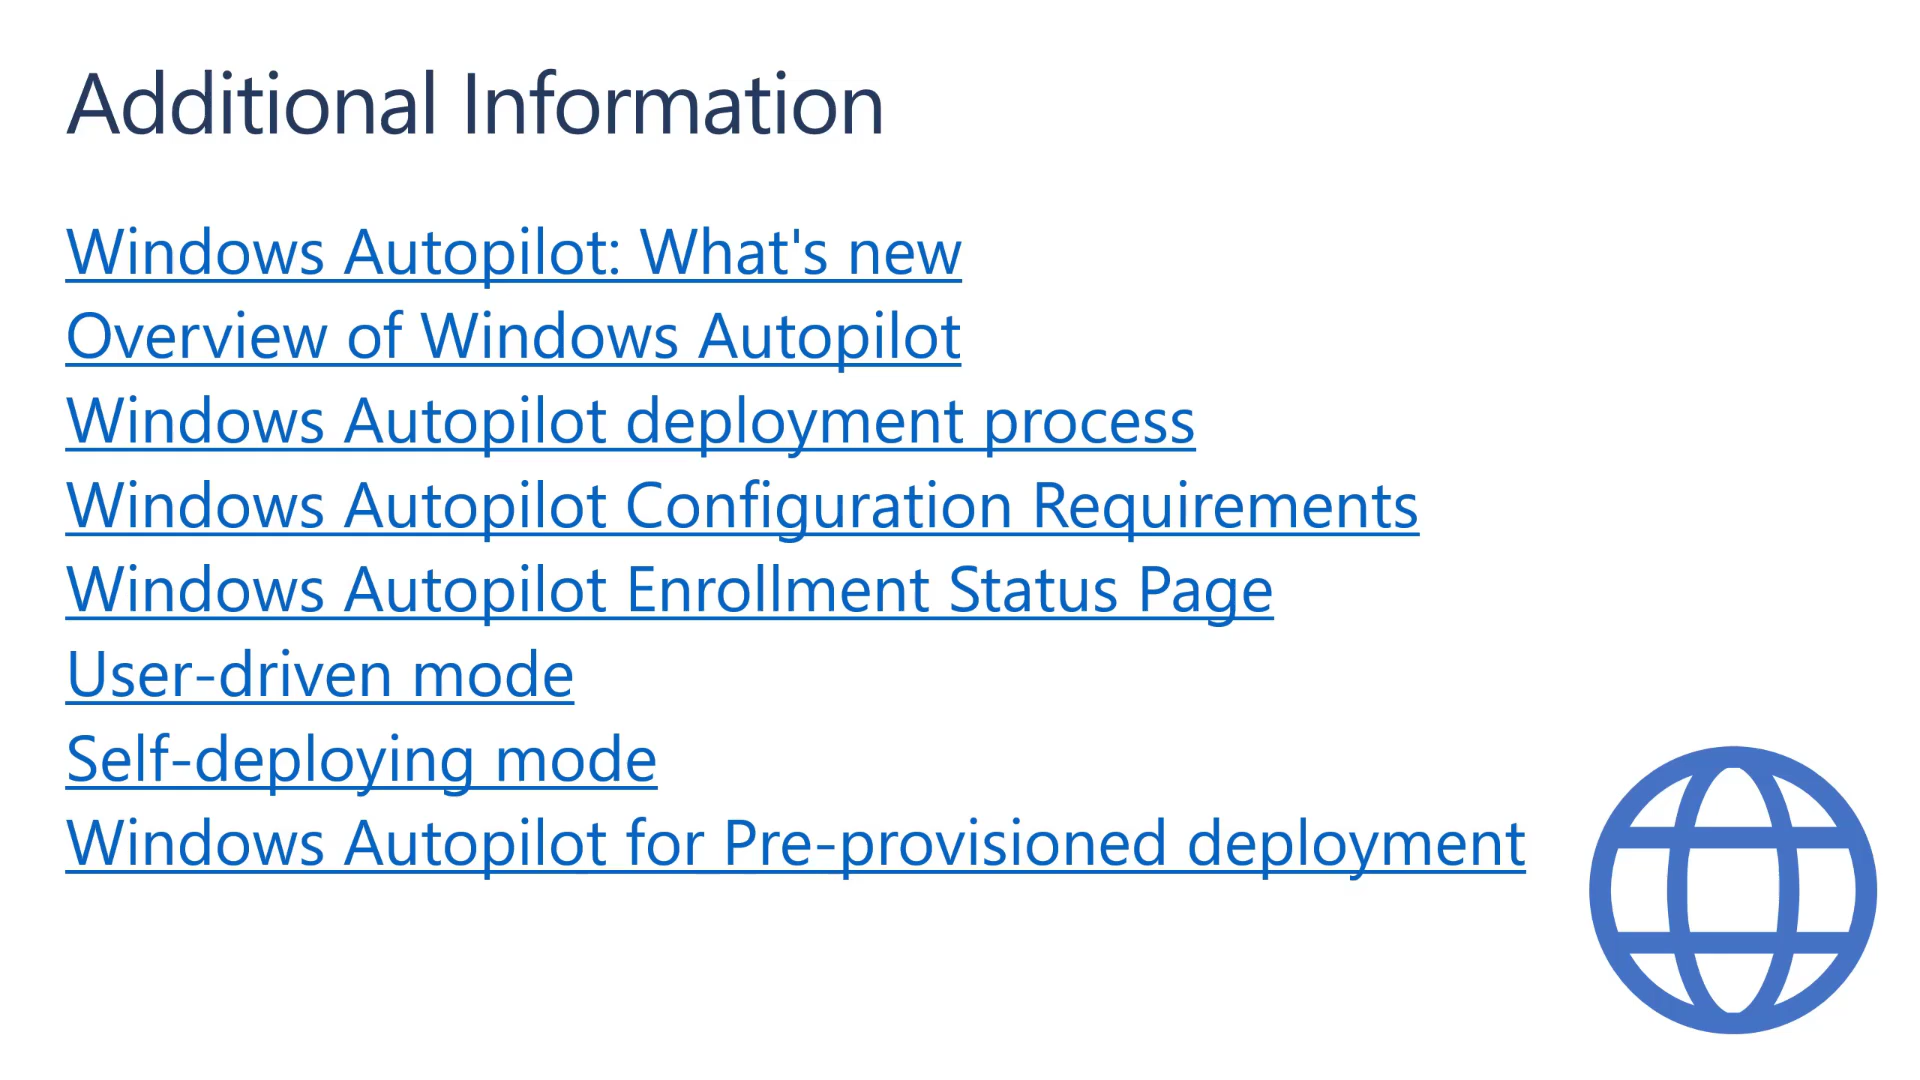 Additional Information
Windows Autopilot: What's new
Overview of Windows Autopilot
Windows Autopilot deployment process
Windows Autopilot Configuration Requirements
Windows Autopilot Enrollment Status Page
User-driven mode
Self-deploying mode
Windows Autopilot for Pre-provisioned deployment